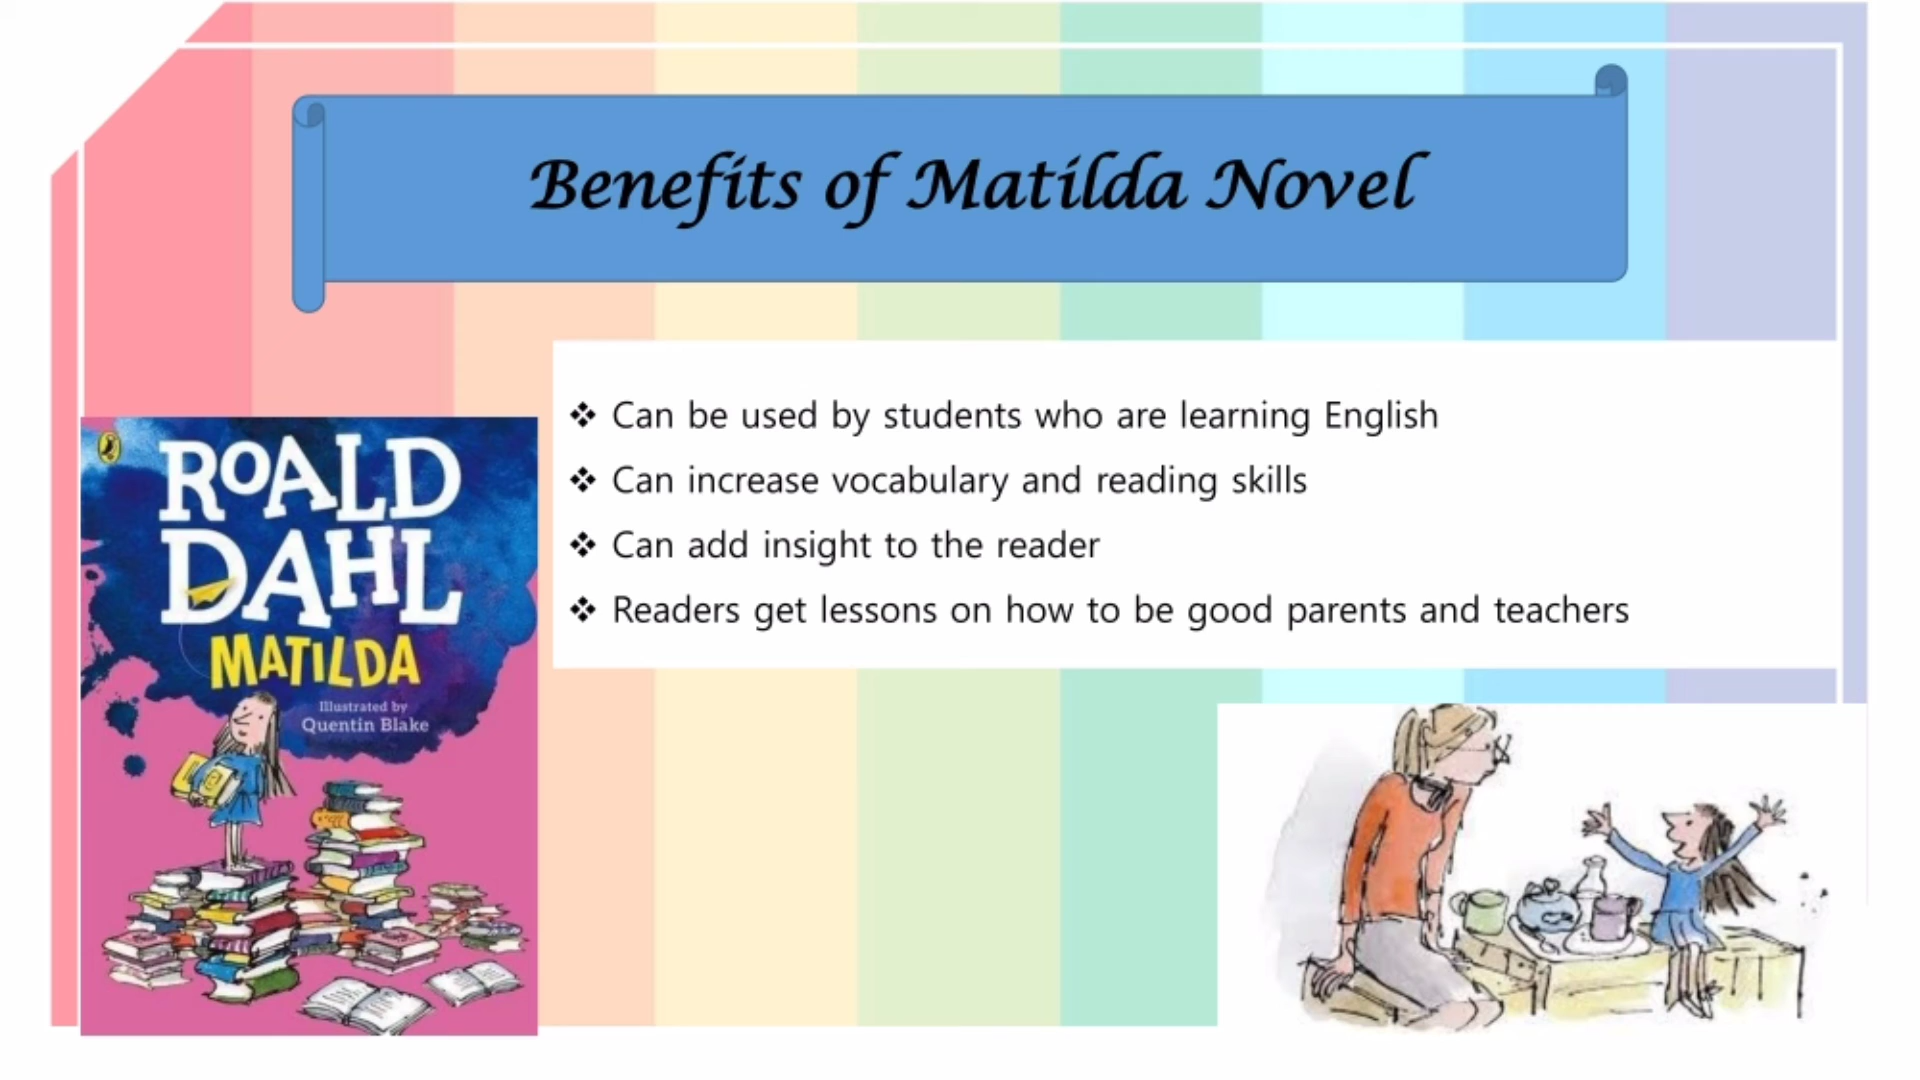 Benefits of Matilda Novel
❖ Can be used by students who are learning English
❖ Can increase vocabulary and reading skills
❖ Can add insight to the reader
❖ Readers get lessons on how to be good parents and teachers
ROALD
DAHL
MATILDA
Illustrated by
Quentin Blake